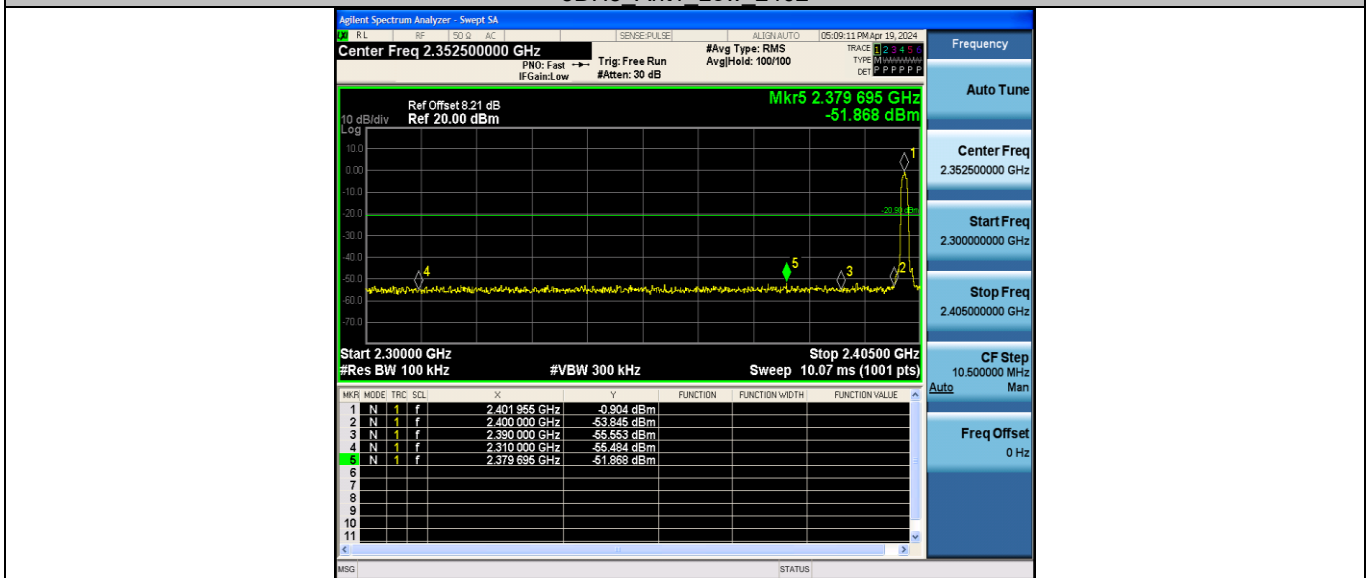 Agilent Spectrum Analyzer - Swept SA
RL RF 50 Ω AC SENSE:PULSE ALIGN AUTO 05:09:11 PM Apr 19, 2024
Center Freq 2.352500000 GHz
PNO: Fast
IFGain:Low
Trig: Free Run
#Atten: 30 dB
#Avg Type: RMS
Avg|Hold: 100/100
TRACE 1 2 3 4 5 6
TYPE M
DET P P P P P P
Frequency
Auto Tune
Center Freq
2.352500000 GHz
Start Freq
2.300000000 GHz
Stop Freq
2.405000000 GHz
CF Step
10.500000 MHz
Auto Man
Freq Offset
0 Hz
Mkr5 2.379 695 GHz
-51.868 dBm
Ref Offset 8.21 dB
10 dB/div Ref 20.00 dBm
Log
10.0
0.00
-10.0
-20.0
-30.0
-40.0
-50.0
-60.0
-70.0
1
-20.90 dBm
4
5
3
2
Start 2.30000 GHz Stop 2.40500 GHz
#Res BW 100 kHz #VBW 300 kHz Sweep 10.07 ms (1001 pts)
MKR MODE TRC SCL X Y FUNCTION FUNCTION WIDTH FUNCTION VALUE
1 N 1 f 2.401 955 GHz -0.904 dBm
2 N 1 f 2.400 000 GHz -53.845 dBm
3 N 1 f 2.390 000 GHz -55.553 dBm
4 N 1 f 2.310 000 GHz -55.484 dBm
5 N 1 f 2.379 695 GHz -51.868 dBm
6
7
8
9
10
11
MSG STATUS